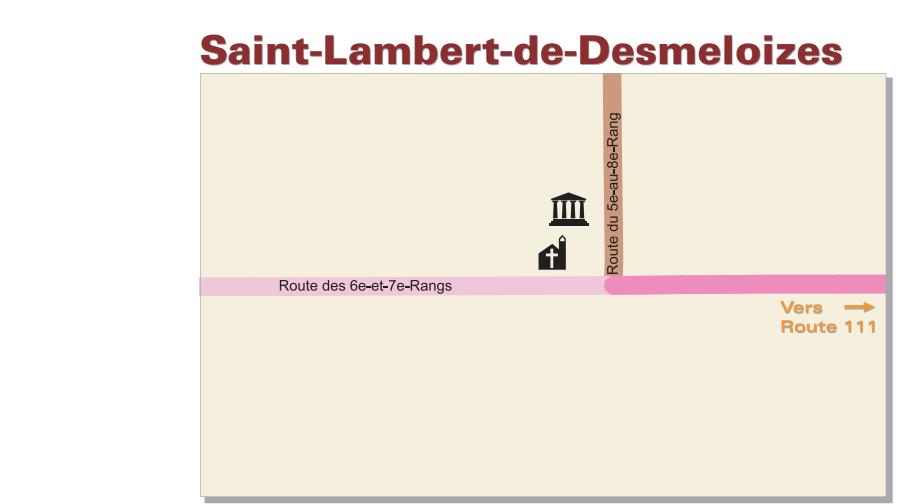 Saint-Lambert-de-Desmeloizes
Route du 5e-au-8e-Rang
Route des 6e-et-7e-Rangs
Vers
Route 111